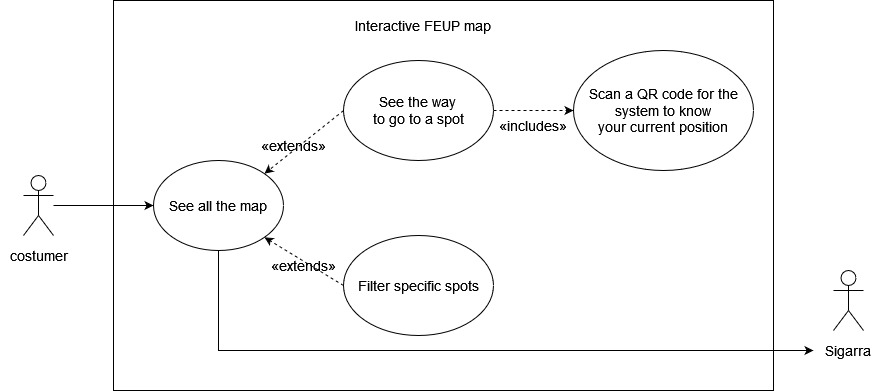 Interactive FEUP map
See the way
to go to a spot
Scan a QR code for the
system to know
your current position
«includes»
«extends»
See all the map
costumer
«extends»
Filter specific spots
Sigarra